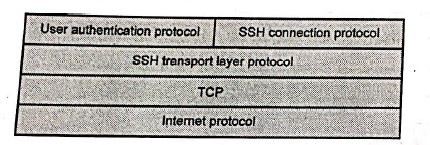 User authentication protocol
SSH connection protocol
SSH transport layer protocol
TCP
Internet protocol